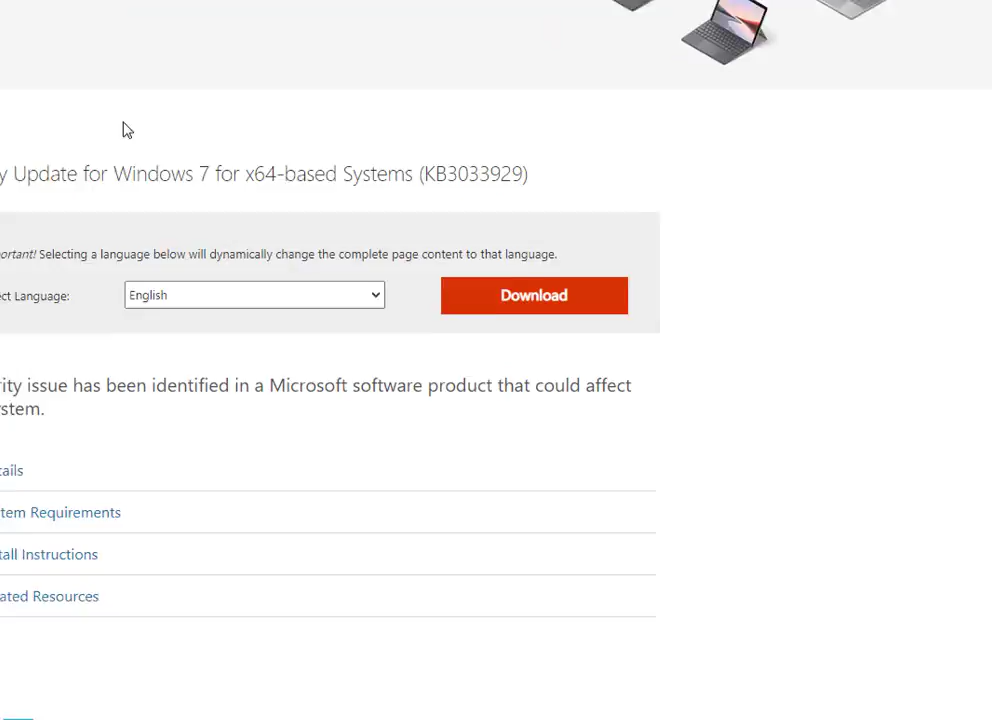 y Update for Windows 7 for x64-based Systems (KB3033929)
ortant! Selecting a language below will dynamically change the complete page content to that language.
ct Language:
English
Download
rity issue has been identified in a Microsoft software product that could affect
stem.
tails
tem Requirements
tall Instructions
ated Resources